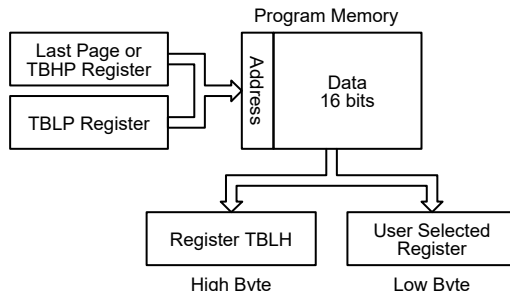 Program Memory
Last Page or
TBHP Register
TBLP Register
Address
Data
16 bits
Register TBLH
User Selected
Register
High Byte
Low Byte